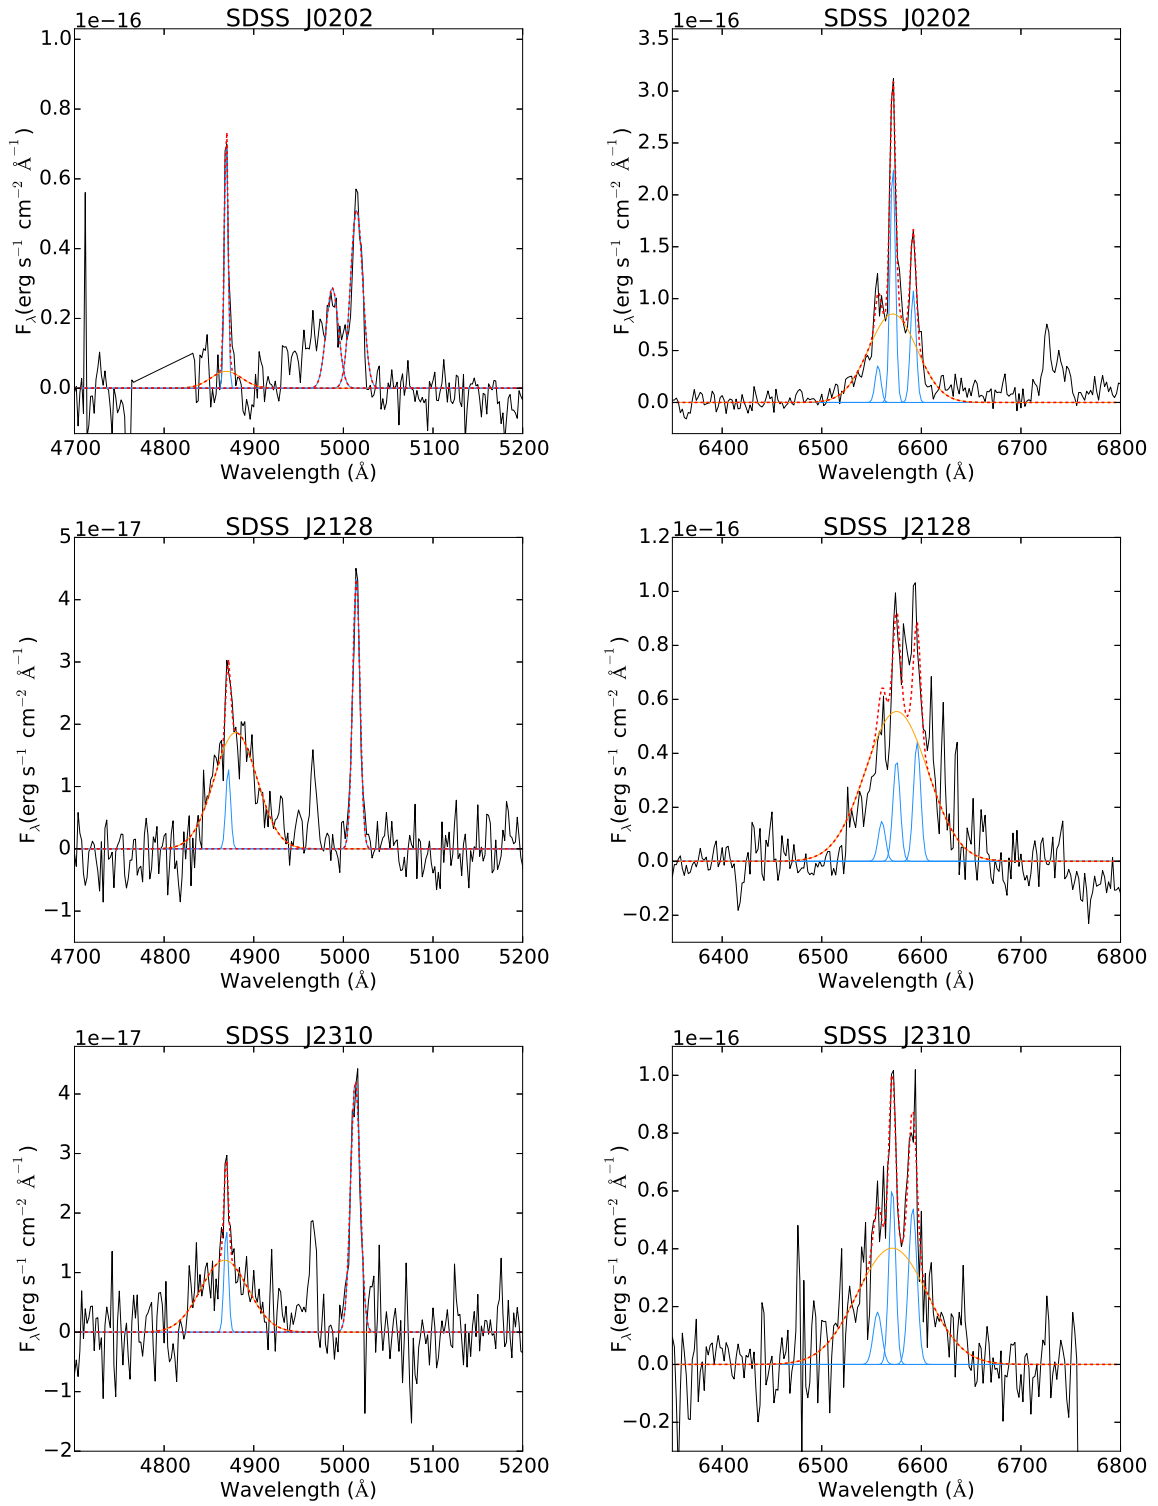 SDSS J0202
1e−16
1.0
0.8
0.6
0.4
0.2
0.0
Fλ(erg s−1 cm−2 Å−1)
4700 4800 4900 5000 5100 5200
Wavelength (Å)
SDSS J0202
1e−16
3.5
3.0
2.5
2.0
1.5
1.0
0.5
0.0
Fλ(erg s−1 cm−2 Å−1)
6400 6500 6600 6700 6800
Wavelength (Å)
SDSS J2128
1e−17
5
4
3
2
1
0
−1
Fλ(erg s−1 cm−2 Å−1)
4700 4800 4900 5000 5100 5200
Wavelength (Å)
SDSS J2128
1e−16
1.2
1.0
0.8
0.6
0.4
0.2
0.0
−0.2
Fλ(erg s−1 cm−2 Å−1)
6400 6500 6600 6700 6800
Wavelength (Å)
SDSS J2310
1e−17
4
3
2
1
0
−1
−2
Fλ(erg s−1 cm−2 Å−1)
4800 4900 5000 5100 5200
Wavelength (Å)
SDSS J2310
1e−16
1.0
0.8
0.6
0.4
0.2
0.0
−0.2
Fλ(erg s−1 cm−2 Å−1)
6400 6500 6600 6700 6800
Wavelength (Å)